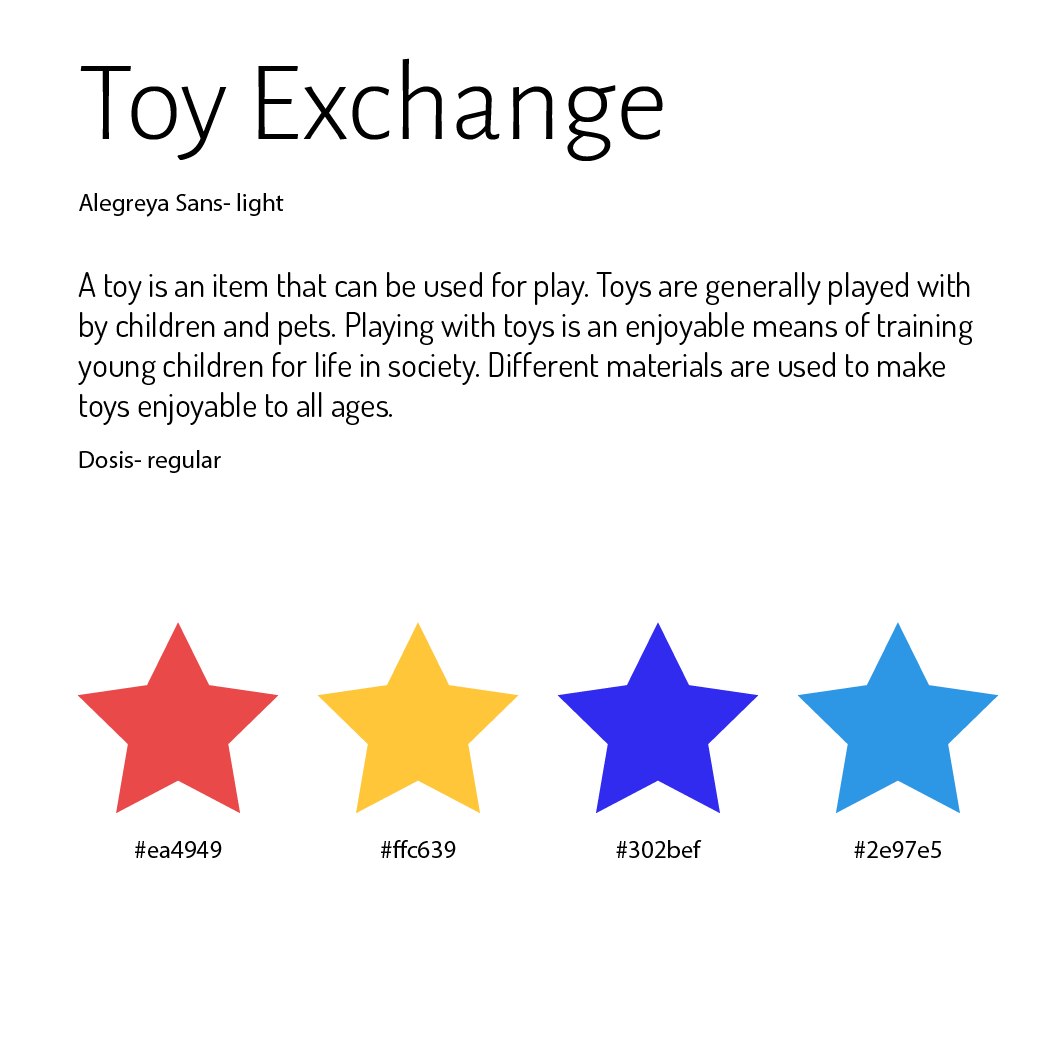 Toy Exchange
Alegreya Sans- light
A toy is an item that can be used for play. Toys are generally played with
by children and pets. Playing with toys is an enjoyable means of training
young children for life in society. Different materials are used to make
toys enjoyable to all ages.
Dosis- regular
#ea4949
#ffc639
#302bef
#2e97e5